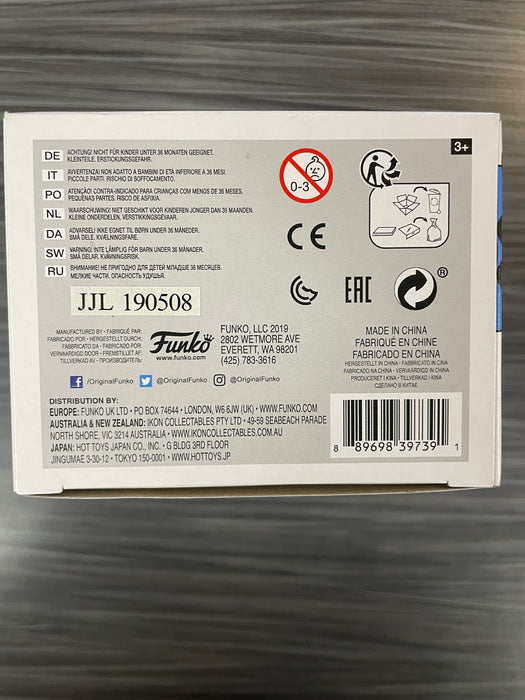 3+
DE ACHTUNG! NICHT FÜR KINDER UNTER 36 MONATEN GEEIGNET.
KLEINTEILE. ERSTICKUNGSGEFAHR.
IT AVVERTENZA! NON ADATTO A BAMBINI DI ETÀ INFERIORE A 36 MESI.
PICCOLE PARTI. RISCHIO DI SOFFOCAMENTO.
PO ATENÇÃO! CONTRA-INDICADO PARA CRIANÇAS COM MENOS DE 36 MESES.
PEQUENAS PARTES. RISCO DE ASFIXIA.
NL WAARSCHUWING! NIET GESCHIKT VOOR KINDEREN JONGER DAN 36 MAANDEN.
KLEINE ONDERDELEN. VERSTIKKINGSGEVAAR.
DA ADVARSEL! IKKE EGNET TIL BØRN UNDER 36 MÅNEDER.
SMÅ DELE. KVÆLNINGSFARE.
SW VARNING! INTE LÄMPLIG FÖR BARN UNDER 36 MÅNADER.
SMÅ DELAR. KVÄVNINGSRISK.
RU ВНИМАНИЕ! НЕ ПРИГОДНО ДЛЯ ДЕТЕЙ МЛАДШЕ 36 МЕСЯЦЕВ.
МЕЛКИЕ ЧАСТИ. ОПАСНОСТЬ УДУШЬЯ.
0-3
CE
EAC
®
JJL 190508
MANUFACTURED BY • FABRIQUÉ PAR:
FABRICADO POR • HERGESTELLT DURCH:
FABBRICATO DA • FABRICADO POR:
VERVAARDIGD DOOR • FREMSTILLET AF:
TILLVERKAD AV • ПРОИЗВОДИТЕЛЬ:
Funko
www.funko.com
FUNKO, LLC 2019
2802 WETMORE AVE
EVERETT, WA 98201
(425) 783-3616
MADE IN CHINA
FABRIQUÉ EN CHINE
FABRICADO EN CHINA
HERGESTELLT IN CHINA • FABBRICATO IN CINA
FABRICADO NA CHINA • VERVAARDIGD IN CHINA
PRODUCERET I KINA • TILLVERKAD I KINA
СДЕЛАНО В КИТАЕ
/OriginalFunko @OriginalFunko @OriginalFunko
DISTRIBUTION BY:
EUROPE: FUNKO UK LTD • PO BOX 74644 • LONDON, W6 6JW (UK) • WWW.FUNKO.COM
AUSTRALIA & NEW ZEALAND: IKON COLLECTABLES PTY LTD • 49-59 SEABEACH PARADE
NORTH SHORE, VIC 3214 AUSTRALIA • WWW.IKONCOLLECTABLES.COM.AU
JAPAN: HOT TOYS JAPAN CO., INC. • G BLDG 3RD FLOOR
JINGUMAE 3-30-12 • TOKYO 150-0001 • WWW.HOTTOYS.JP
8 89698 39739 1